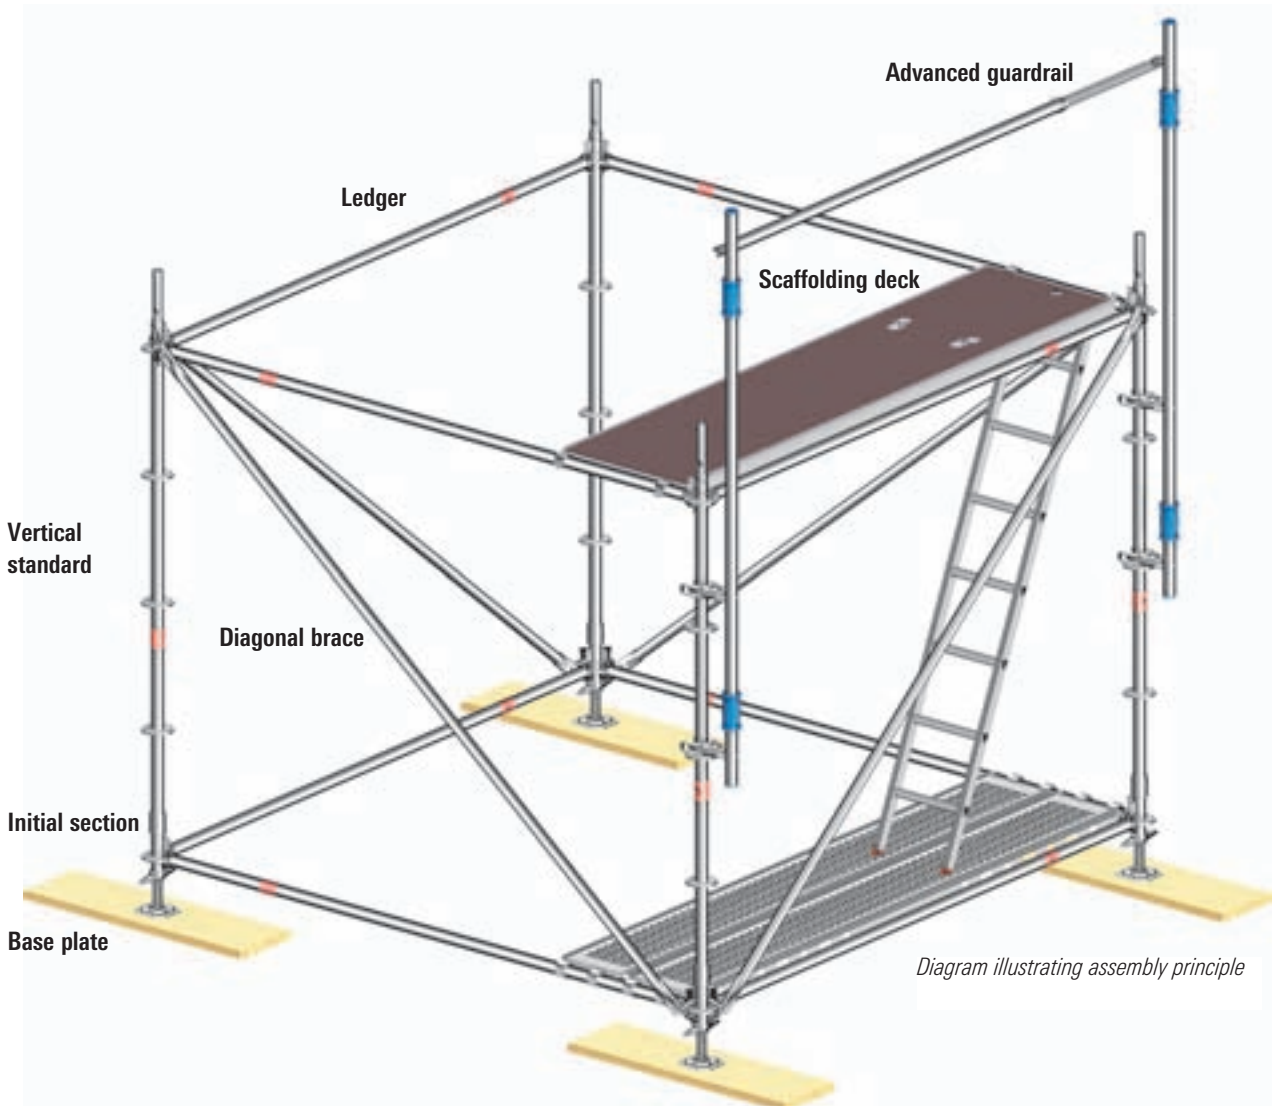 Advanced guardrail
Ledger
Scaffolding deck
Vertical
standard
Diagonal brace
Initial section
Base plate
Diagram illustrating assembly principle